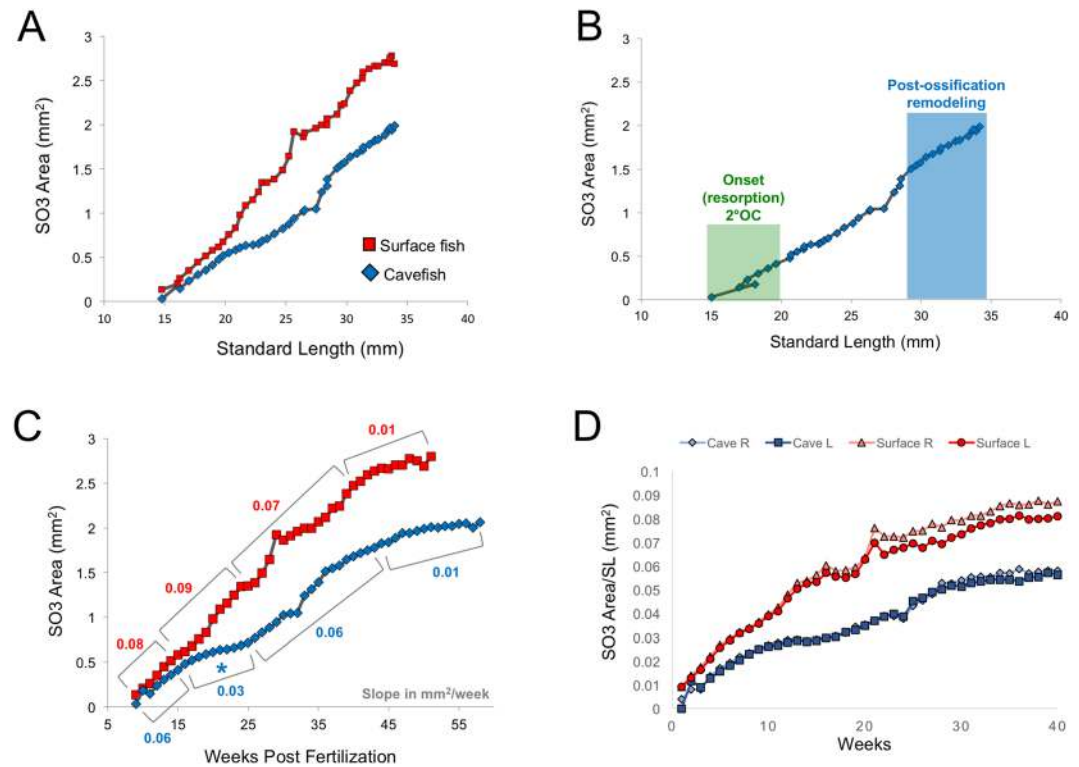 A
SO3 Area (mm²)
3
2.5
2
1.5
1
0.5
0
10
15
20
25
30
35
40
Standard Length (mm)
Surface fish
Cavefish
B
SO3 Area (mm²)
3
2.5
2
1.5
1
0.5
0
Onset
(resorption)
2°OC
Post-ossification
remodeling
10
15
20
25
30
35
40
Standard Length (mm)
C
SO3 Area (mm²)
3
2.5
2
1.5
1
0.5
0
0.08
0.09
0.07
0.01
0.06
*
0.03
0.06
0.01
Slope in mm²/week
5
15
25
35
45
55
Weeks Post Fertilization
D
Cave R
Cave L
Surface R
Surface L
SO3 Area/SL (mm²)
0.1
0.09
0.08
0.07
0.06
0.05
0.04
0.03
0.02
0.01
0
0
10
20
30
40
Weeks